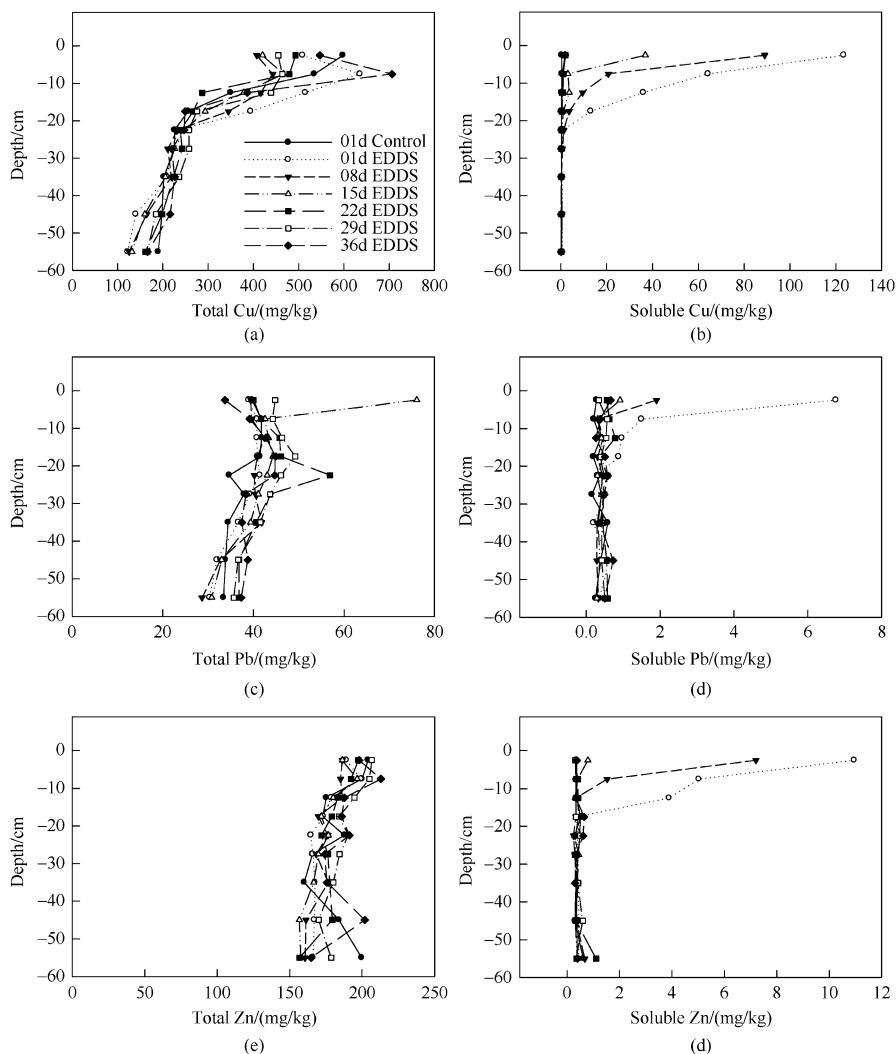 0
−10
−20
−30
−40
−50
−60
Depth/cm
01d Control
01d EDDS
08d EDDS
15d EDDS
22d EDDS
29d EDDS
36d EDDS
0 100 200 300 400 500 600 700 800
Total Cu/(mg/kg)
(a)
0
−10
−20
−30
−40
−50
−60
Depth/cm
0 20 40 60 80 100 120 140
Soluble Cu/(mg/kg)
(b)
0
−10
−20
−30
−40
−50
−60
Depth/cm
0 20 40 60 80
Total Pb/(mg/kg)
(c)
0
−10
−20
−30
−40
−50
−60
Depth/cm
0.0 2 4 6 8
Soluble Pb/(mg/kg)
(d)
0
−10
−20
−30
−40
−50
−60
Depth/cm
0 50 100 150 200 250
Total Zn/(mg/kg)
(e)
0
−10
−20
−30
−40
−50
−60
Depth/cm
0 2 4 6 8 10 12
Soluble Zn/(mg/kg)
(d)